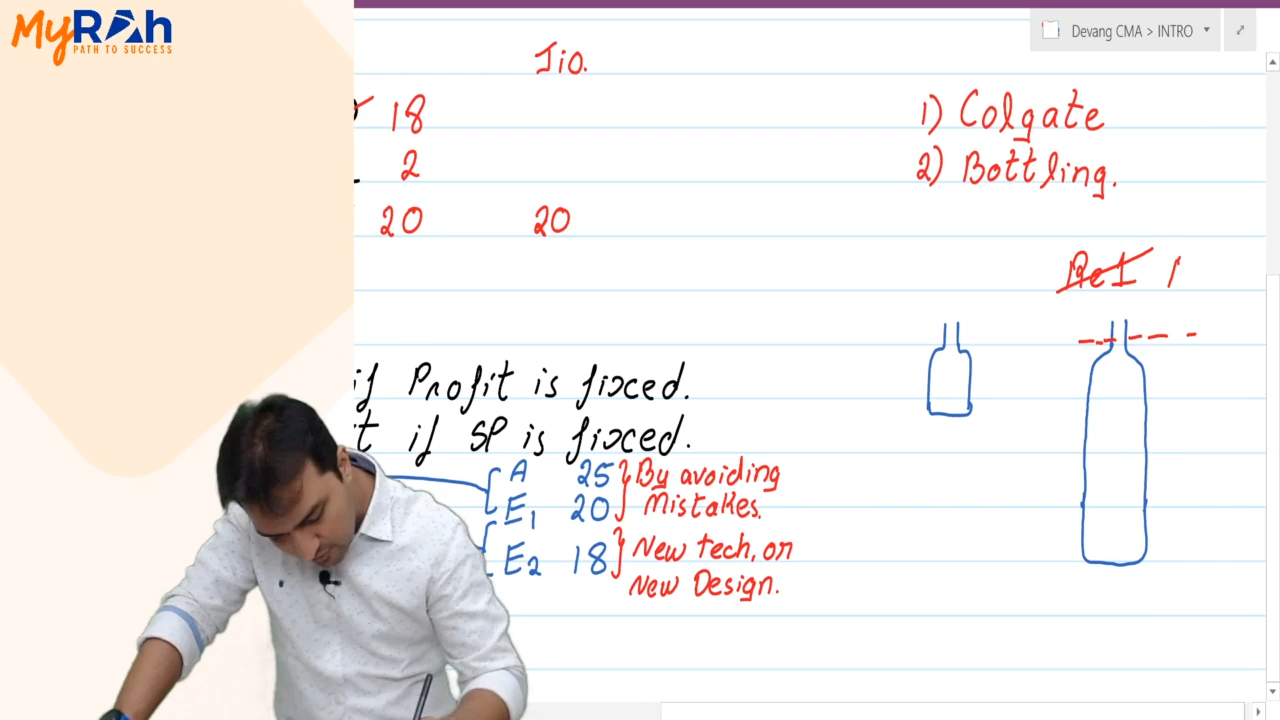 MyRAh
PATH TO SUCCESS
Devang CMA > INTRO
Jio.
18
2
20 20
1) Colgate
2) Bottling.
Re 1
if Profit is fixed.
if SP is fixed.
A 25 By avoiding
E1 20 Mistakes.
E2 18 New tech, or
New Design.